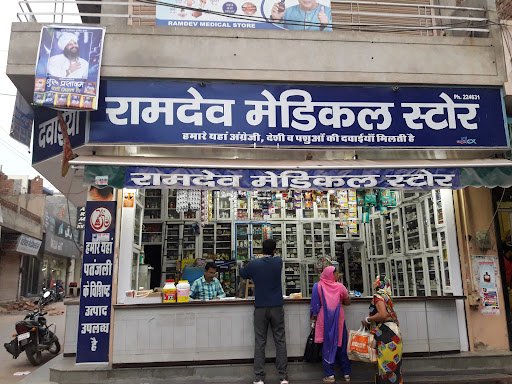 RAMDEV MEDICAL STORE
Ph. 224631
रामदेव मेडिकल स्टोर
हमारे यहां अंग्रेजी, देशी व पशुओं की दवाईयाँ मिलती है
दवाईयाँ
रामदेव मेडिकल स्टोर
हमारे यहां
पतंजली
के विशिष्ट
उत्पाद
उपलब्ध
है